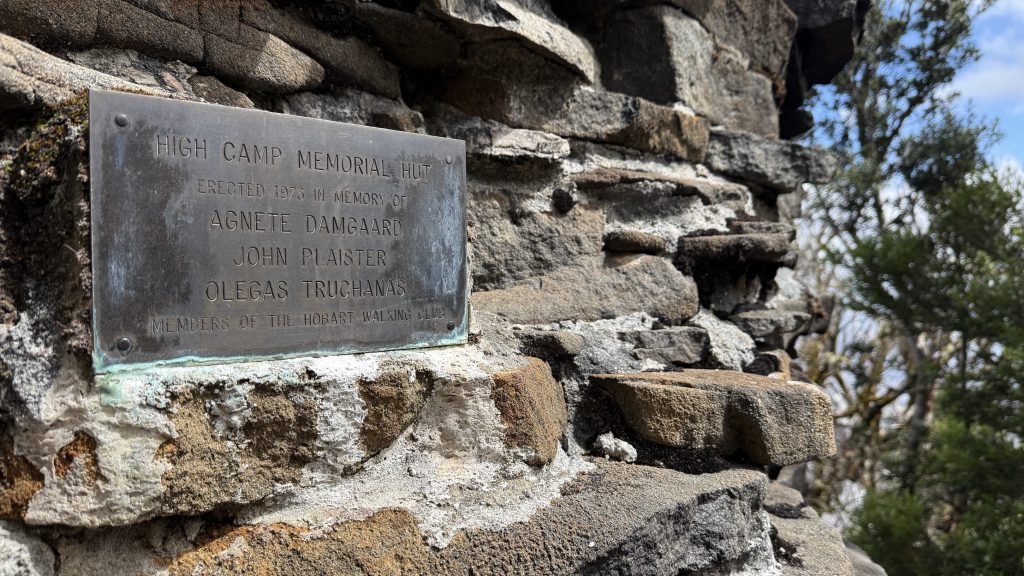 HIGH CAMP MEMORIAL HUT
ERECTED 1973 IN MEMORY OF
AGNETE DAMGAARD
JOHN PLAISTER
OLEGAS TRUCHANAS
MEMBERS OF THE HOBART WALKING CLUB